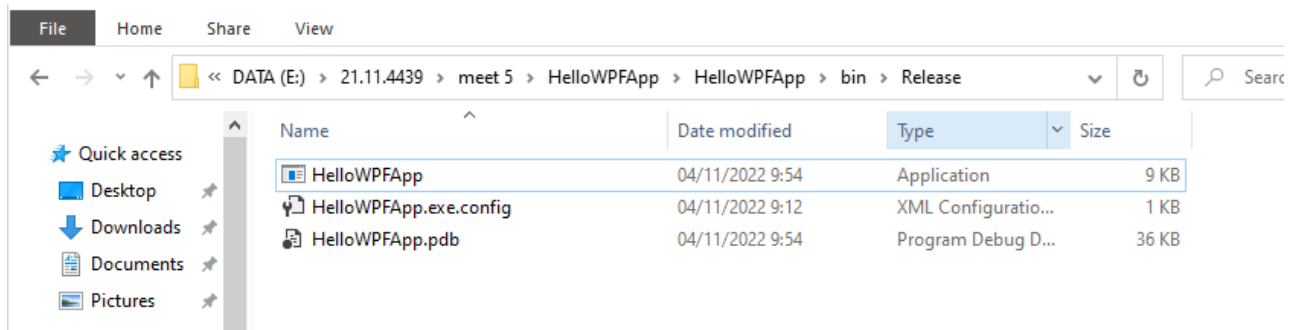 File Home Share View
« DATA (E:) › 21.11.4439 › meet 5 › HelloWPFApp › HelloWPFApp › bin › Release
Name Date modified Type Size
Quick access
Desktop
Downloads
Documents
Pictures
HelloWPFApp 04/11/2022 9:54 Application 9 KB
HelloWPFApp.exe.config 04/11/2022 9:12 XML Configuratio... 1 KB
HelloWPFApp.pdb 04/11/2022 9:54 Program Debug D... 36 KB